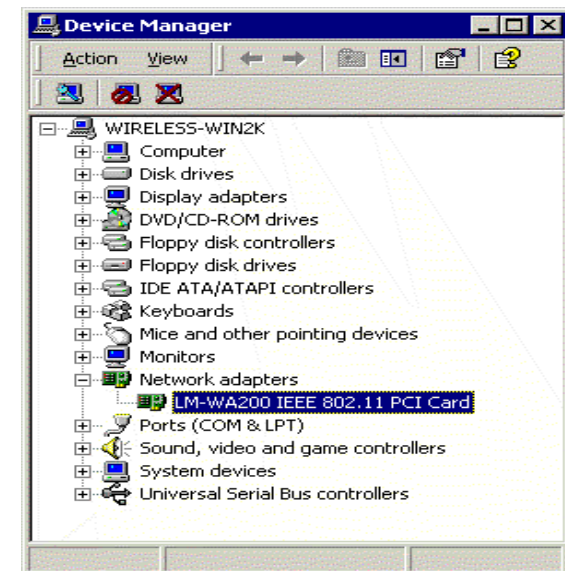 Device Manager
Action View
WIRELESS-WIN2K
Computer
Disk drives
Display adapters
DVD/CD-ROM drives
Floppy disk controllers
Floppy disk drives
IDE ATA/ATAPI controllers
Keyboards
Mice and other pointing devices
Monitors
Network adapters
LM-WA200 IEEE 802.11 PCI Card
Ports (COM & LPT)
Sound, video and game controllers
System devices
Universal Serial Bus controllers